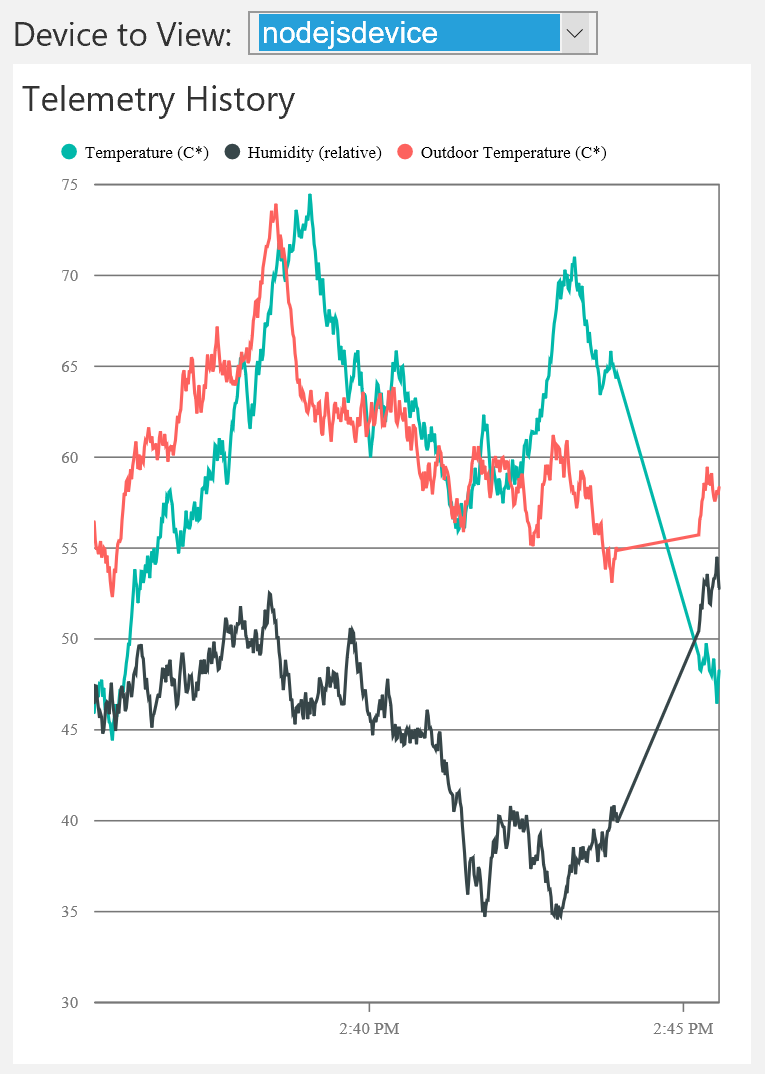 Device to View: nodejsdevice
Telemetry History
Temperature (C*) Humidity (relative) Outdoor Temperature (C*)
75
70
65
60
55
50
45
40
35
30
2:40 PM 2:45 PM